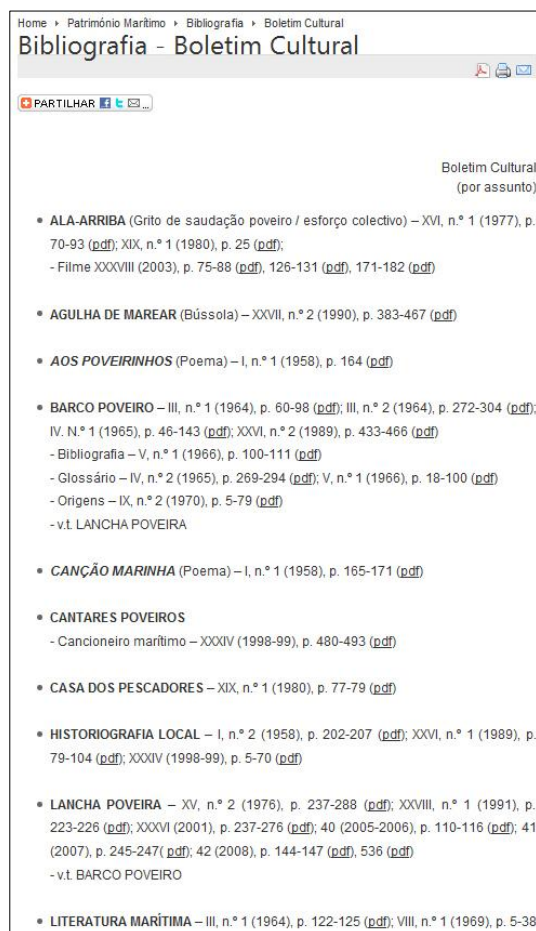 Home ▸ Património Marítimo ▸ Bibliografia ▸ Boletim Cultural
Bibliografia - Boletim Cultural
PARTILHAR ...
Boletim Cultural
(por assunto)
• ALA-ARRIBA (Grito de saudação poveiro / esforço colectivo) – XVI, n.º 1 (1977), p.
70-93 (pdf); XIX, n.º 1 (1980), p. 25 (pdf);
- Filme XXXVIII (2003), p. 75-88 (pdf), 126-131 (pdf), 171-182 (pdf)
• AGULHA DE MAREAR (Bússola) – XXVII, n.º 2 (1990), p. 383-467 (pdf)
• AOS POVEIRINHOS (Poema) – I, n.º 1 (1958), p. 164 (pdf)
• BARCO POVEIRO – III, n.º 1 (1964), p. 60-98 (pdf); III, n.º 2 (1964), p. 272-304 (pdf);
IV. N.º 1 (1965), p. 46-143 (pdf); XXVI, n.º 2 (1989), p. 433-466 (pdf)
- Bibliografia – V, n.º 1 (1966), p. 100-111 (pdf)
- Glossário – IV, n.º 2 (1965), p. 269-294 (pdf); V, n.º 1 (1966), p. 18-100 (pdf)
- Origens – IX, n.º 2 (1970), p. 5-79 (pdf)
- v.t. LANCHA POVEIRA
• CANÇÃO MARINHA (Poema) – I, n.º 1 (1958), p. 165-171 (pdf)
• CANTARES POVEIROS
- Cancioneiro marítimo – XXXIV (1998-99), p. 480-493 (pdf)
• CASA DOS PESCADORES – XIX, n.º 1 (1980), p. 77-79 (pdf)
• HISTORIOGRAFIA LOCAL – I, n.º 2 (1958), p. 202-207 (pdf); XXVI, n.º 1 (1989), p.
79-104 (pdf); XXXIV (1998-99), p. 5-70 (pdf)
• LANCHA POVEIRA – XV, n.º 2 (1976), p. 237-288 (pdf); XXVIII, n.º 1 (1991), p.
223-226 (pdf); XXXVI (2001), p. 237-276 (pdf); 40 (2005-2006), p. 110-116 (pdf); 41
(2007), p. 245-247( pdf); 42 (2008), p. 144-147 (pdf), 536 (pdf)
- v.t. BARCO POVEIRO
• LITERATURA MARÍTIMA – III, n.º 1 (1964), p. 122-125 (pdf); VIII, n.º 1 (1969), p. 5-38